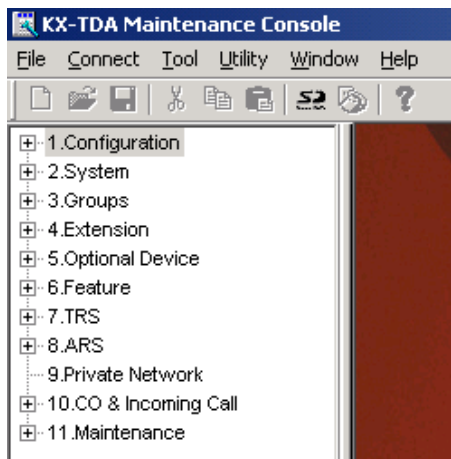 KX-TDA Maintenance Console
File Connect Tool Utility Window Help
1.Configuration
2.System
3.Groups
4.Extension
5.Optional Device
6.Feature
7.TRS
8.ARS
9.Private Network
10.CO & Incoming Call
11.Maintenance